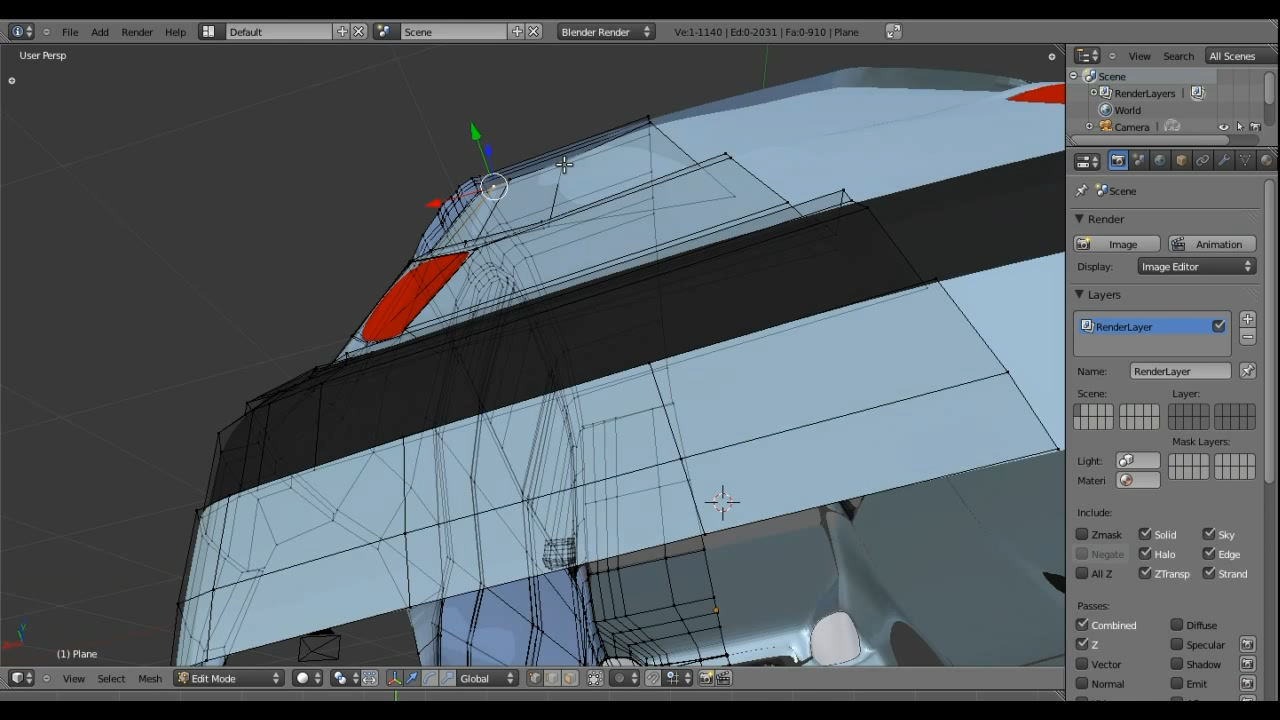 File Add Render Help Default Scene Blender Render Ve:1-1140 | Ed:0-2031 | Fa:0-910 | Plane
User Persp
View Search All Scenes
Scene
RenderLayers |
World
Camera |
Scene
Render
Image Animation
Display: Image Editor
Layers
RenderLayer
Name: RenderLayer
Scene: Layer:
Mask Layers:
Light:
Materi
Include:
Zmask Solid Sky
Negate Halo Edge
All Z ZTransp Strand
Passes:
Combined Diffuse
Z Specular
Vector Shadow
Normal Emit
(1) Plane
View Select Mesh Edit Mode Global